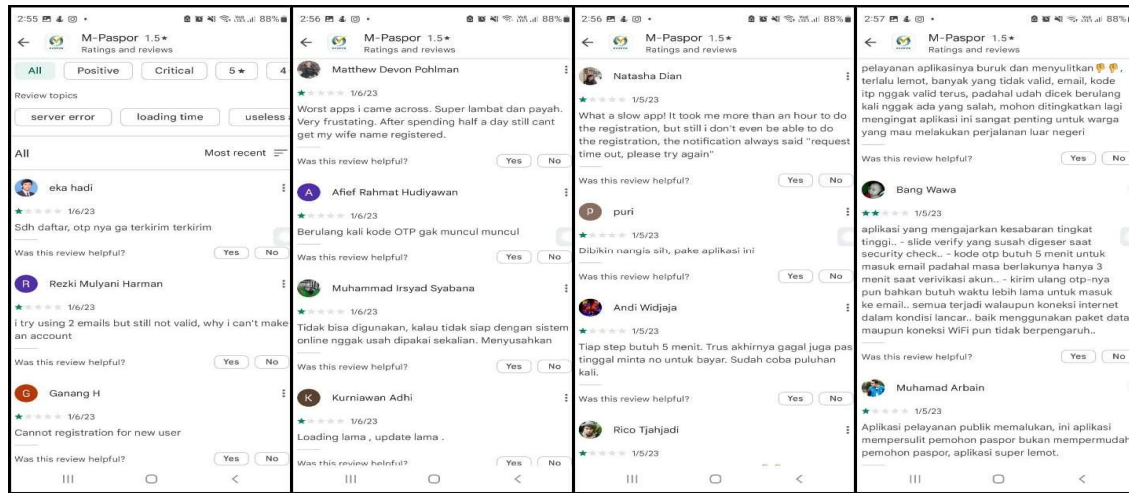 2:55
88%
M-Paspor 1.5★
Ratings and reviews
All Positive Critical 5★ 4
Review topics
server error loading time useless
All Most recent
eka hadi
1/6/23
Sdh daftar, otp nya ga terkirim terkirim
Was this review helpful? Yes No
R Rezki Mulyani Harman
1/6/23
i try using 2 emails but still not valid, why i can't make
an account
Was this review helpful? Yes No
G Ganang H
1/6/23
Cannot registration for new user
Was this review helpful? Yes No
2:56
88%
M-Paspor 1.5★
Ratings and reviews
Matthew Devon Pohlman
1/6/23
Worst apps i came across. Super lambat dan payah.
Very frustating. After spending half a day still cant
get my wife name registered.
Was this review helpful? Yes No
A Afief Rahmat Hudiyawan
1/6/23
Berulang kali kode OTP gak muncul muncul
Was this review helpful? Yes No
Muhammad Irsyad Syabana
1/6/23
Tidak bisa digunakan, kalau tidak siap dengan sistem
online nggak usah dipakai sekalian. Menyusahkan
Was this review helpful? Yes No
K Kurniawan Adhi
1/6/23
Loading lama , update lama .
Was this review helpful? Yes No
2:56
88%
M-Paspor 1.5★
Ratings and reviews
Natasha Dian
1/5/23
What a slow app! It took me more than an hour to do
the registration, but still i don't even be able to do
the registration, the notification always said "request
time out, please try again"
Was this review helpful? Yes No
P puri
1/5/23
Dibikin nangis sih, pake aplikasi ini
Was this review helpful? Yes No
Andi Widjaja
1/5/23
Tiap step butuh 5 menit. Trus akhirnya gagal juga pas
tinggal minta no untuk bayar. Sudah coba puluhan
kali.
Was this review helpful? Yes No
Rico Tjahjadi
1/5/23
2:57
88%
M-Paspor 1.5★
Ratings and reviews
pelayanan aplikasinya buruk dan menyulitkan👎👎,
terlalu lemot, banyak yang tidak valid, email, kode
itp nggak valid terus, padahal udah dicek berulang
kali nggak ada yang salah, mohon ditingkatkan lagi
mengingat aplikasi ini sangat penting untuk warga
yang mau melakukan perjalanan luar negeri
Was this review helpful? Yes No
Bang Wawa
1/5/23
aplikasi yang mengajarkan kesabaran tingkat
tinggi.. - slide verify yang susah digeser saat
security check.. - kode otp butuh 5 menit untuk
masuk email padahal masa berlakunya hanya 3
menit saat verivikasi akun.. - kirim ulang otp-nya
pun bahkan butuh waktu lebih lama untuk masuk
ke email.. semua terjadi walaupun koneksi internet
dalam kondisi lancar.. baik menggunakan paket data
maupun koneksi WiFi pun tidak berpengaruh..
Was this review helpful? Yes No
Muhamad Arbain
1/5/23
Aplikasi pelayanan publik memalukan, ini aplikasi
mempersulit pemohon paspor bukan mempermudah
pemohon paspor, aplikasi super lemot.
Was this review helpful? Yes No